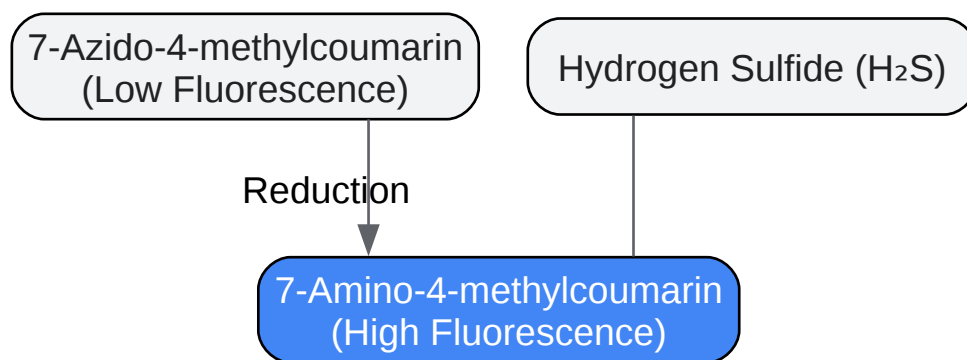 7-Azido-4-methylcoumarin
(Low Fluorescence)
Hydrogen Sulfide (H₂S)
Reduction
7-Amino-4-methylcoumarin
(High Fluorescence)